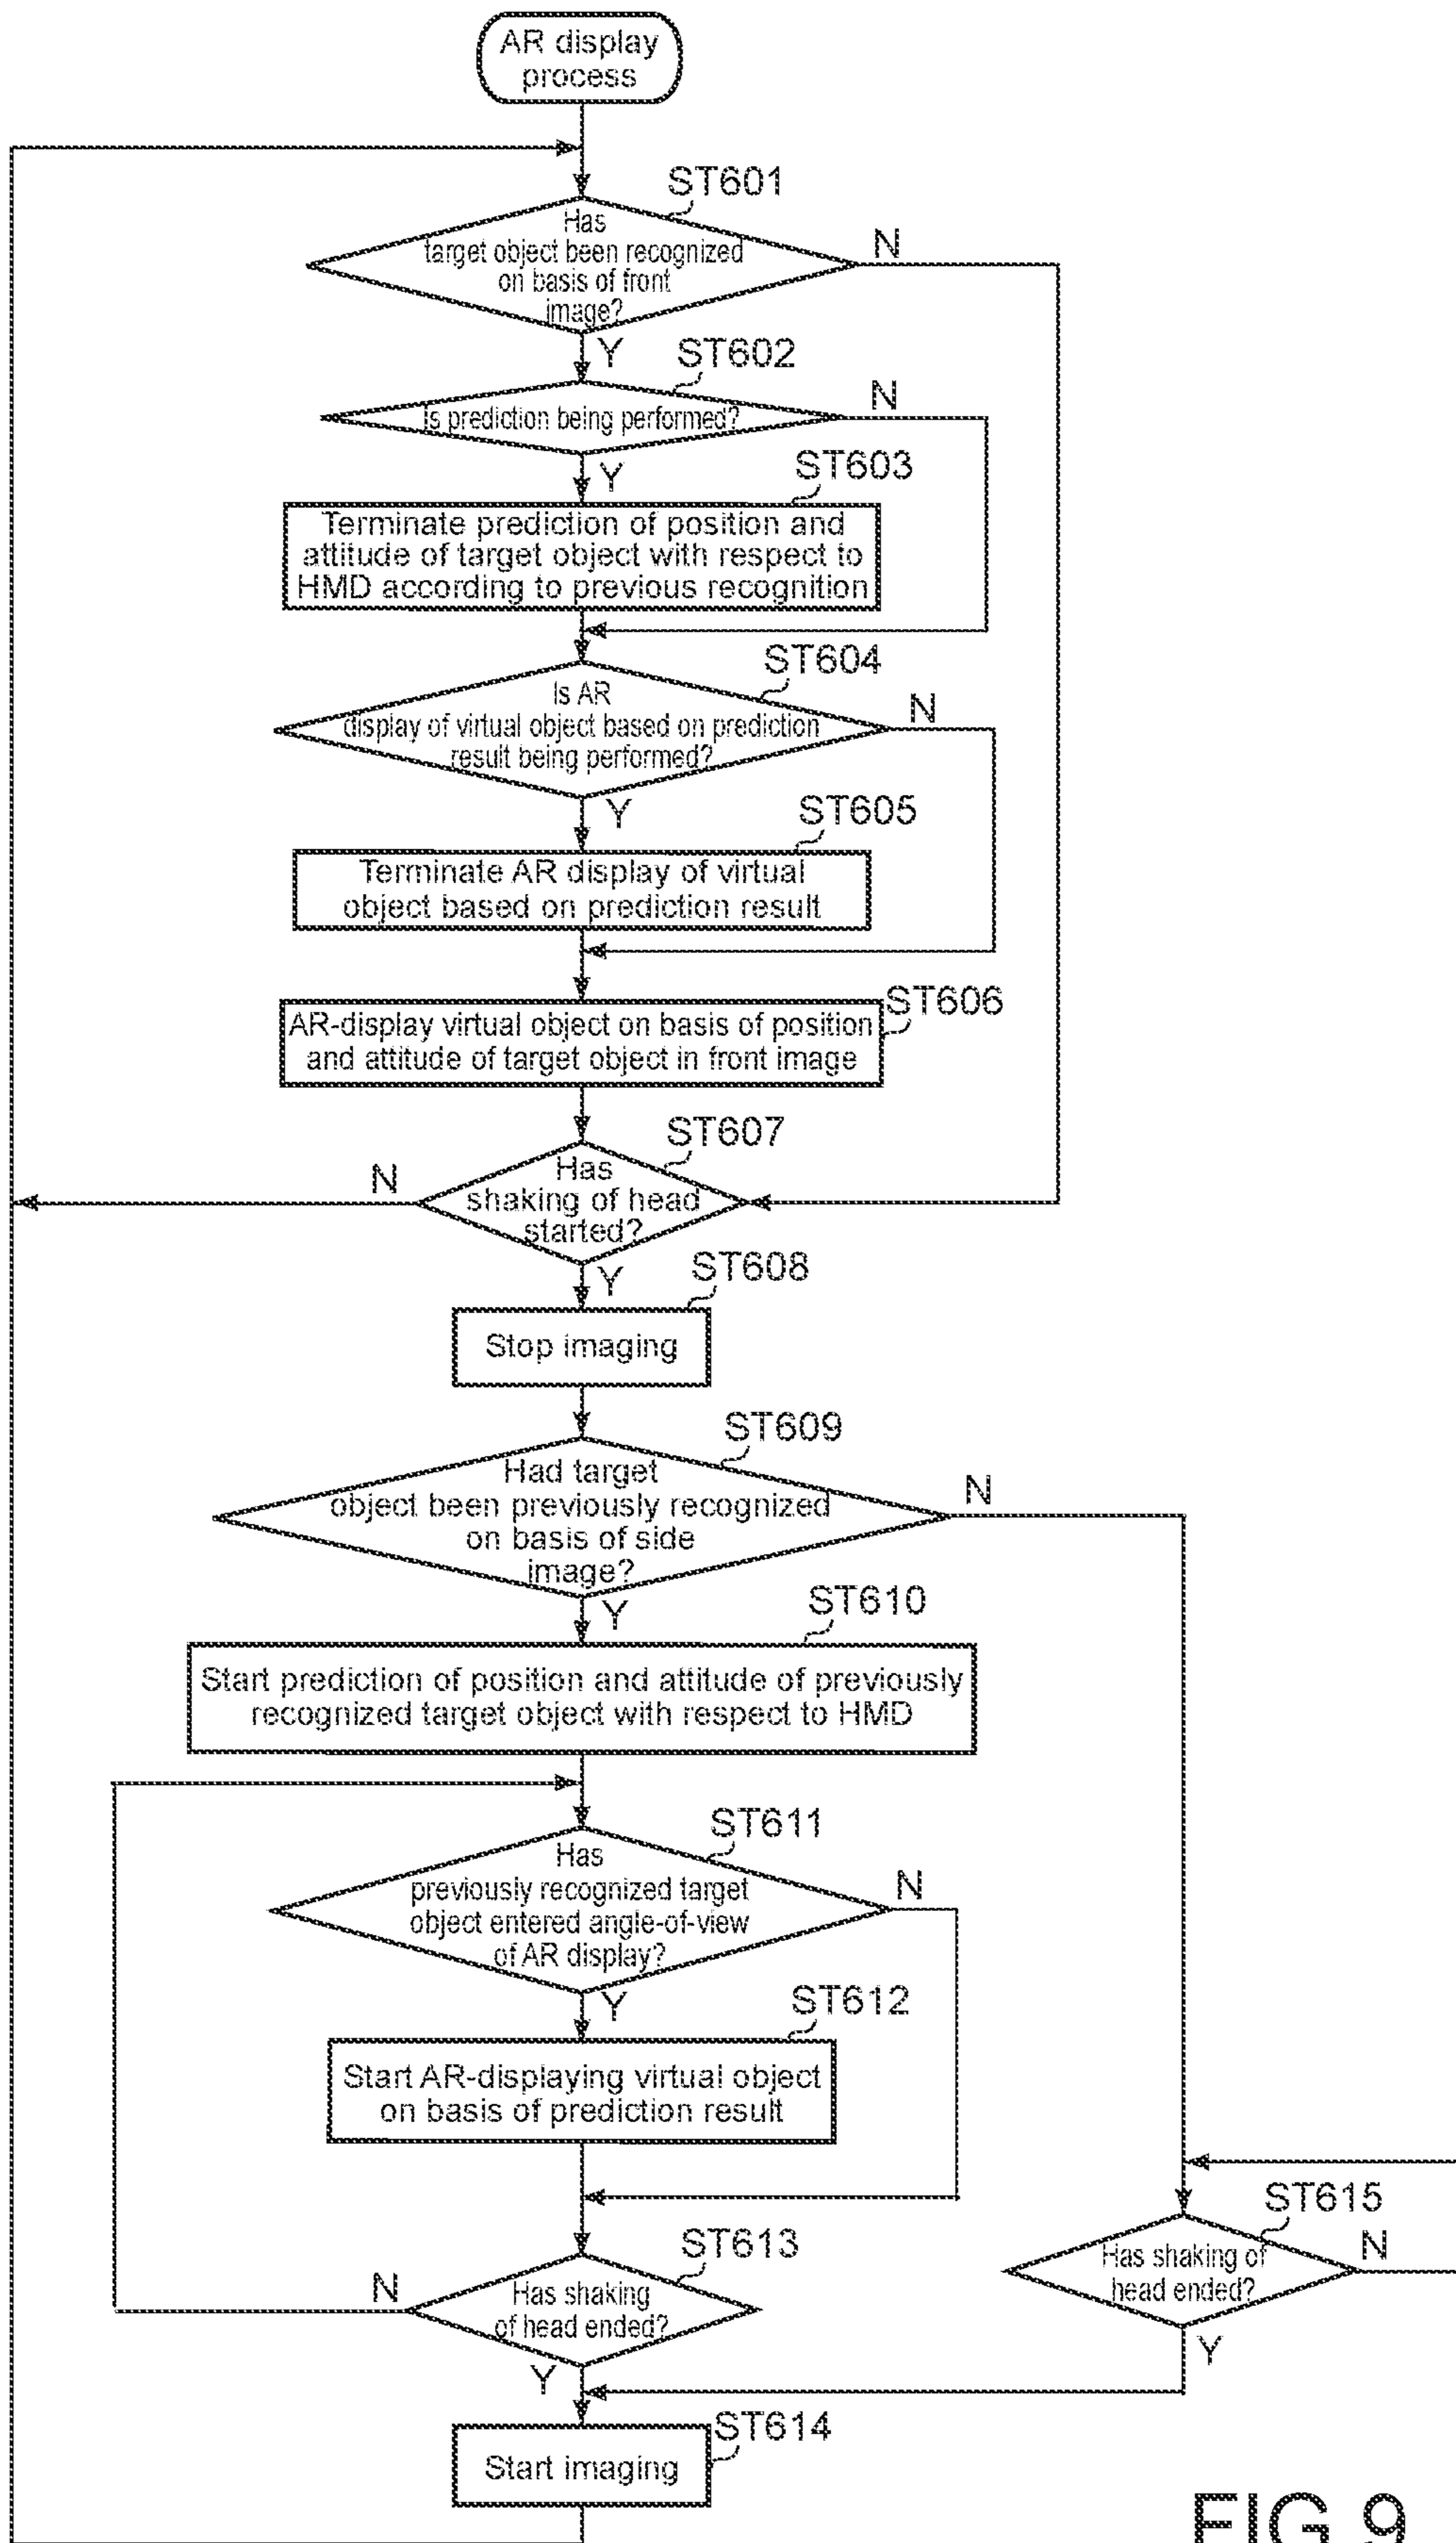 AR display
process
ST601
Has
target object been recognized
on basis of front
image?
N
Y
ST602
Is prediction being performed?
N
Y
ST603
Terminate prediction of position and
attitude of target object with respect to
HMD according to previous recognition
ST604
Is AR
display of virtual object based on prediction
result being performed?
N
Y
ST605
Terminate AR display of virtual
object based on prediction result
ST606
AR-display virtual object on basis of position
and attitude of target object in front image
ST607
Has
shaking of head
started?
N
Y
ST608
Stop imaging
ST609
Had target
object been previously recognized
on basis of side
image?
N
Y
ST610
Start prediction of position and attitude of previously
recognized target object with respect to HMD
ST611
Has
previously recognized target
object entered angle-of-view
of AR display?
N
Y
ST612
Start AR-displaying virtual object
on basis of prediction result
ST613
Has shaking
of head ended?
N
Y
ST615
Has shaking of
head ended?
N
Y
ST614
Start imaging
FIG.9